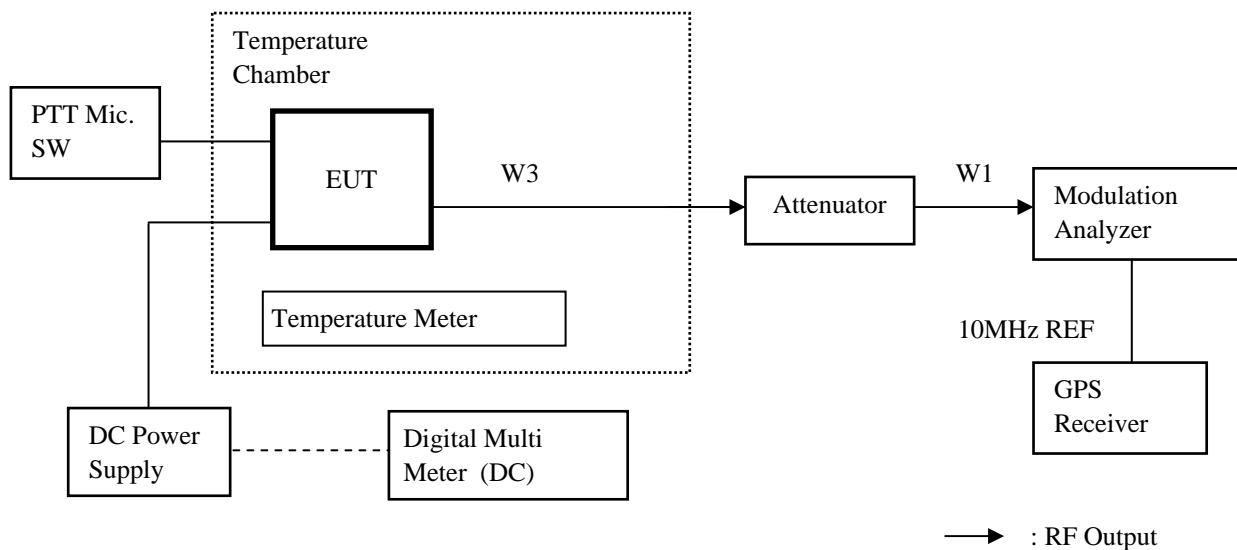 Temperature
Chamber
PTT Mic.
SW
EUT
W3
Attenuator
W1
Modulation
Analyzer
Temperature Meter
10MHz REF
GPS
Receiver
DC Power
Supply
Digital Multi
Meter (DC)
: RF Output